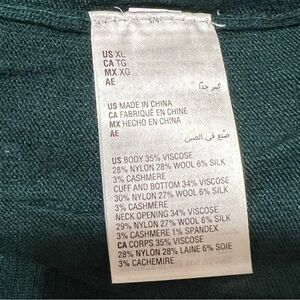 US XL
CA TG
MX XG
AE
كبير جداً
US MADE IN CHINA
CA FABRIQUÉ EN CHINE
MX HECHO EN CHINA
AE
صنع في الصين
US BODY 35% VISCOSE
28% NYLON 28% WOOL 6% SILK
3% CASHMERE
CUFF AND BOTTOM 34% VISCOSE
30% NYLON 27% WOOL 6% SILK
3% CASHMERE
NECK OPENING 34% VISCOSE
29% NYLON 27% WOOL 6% SILK
3% CASHMERE 1% SPANDEX
CA CORPS 35% VISCOSE
28% NYLON 28% LAINE 6% SOIE
3% CACHEMIRE